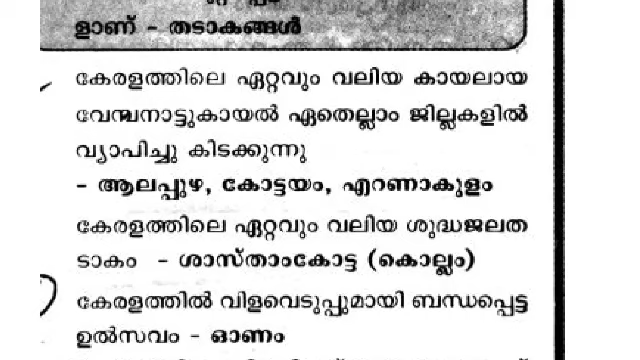 ളാണ് - തടാകങ്ങൾ
കേരളത്തിലെ ഏറ്റവും വലിയ കായലായ
വേമ്പനാട്ടുകായൽ ഏതെല്ലാം ജില്ലകളിൽ
വ്യാപിച്ചു കിടക്കുന്നു
- ആലപ്പുഴ, കോട്ടയം, എറണാകുളം
കേരളത്തിലെ ഏറ്റവും വലിയ ശുദ്ധജലത
ടാകം - ശാസ്താംകോട്ട (കൊല്ലം)
കേരളത്തിൽ വിളവെടുപ്പുമായി ബന്ധപ്പെട്ട
ഉൽസവം - ഓണം